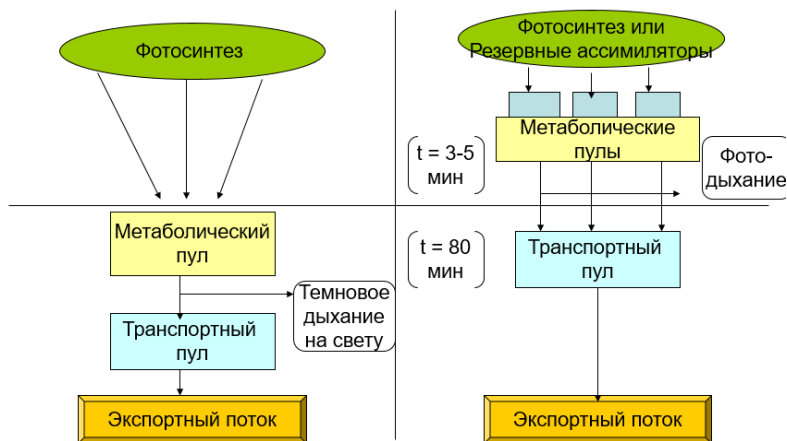 Фотосинтез
Метаболический
пул
Темновое
дыхание
на свету
Транспортный
пул
Экспортный поток
Фотосинтез или
Резервные ассимиляторы
Метаболические
пулы
t = 3-5
мин
Фото-
дыхание
t = 80
мин
Транспортный
пул
Экспортный поток